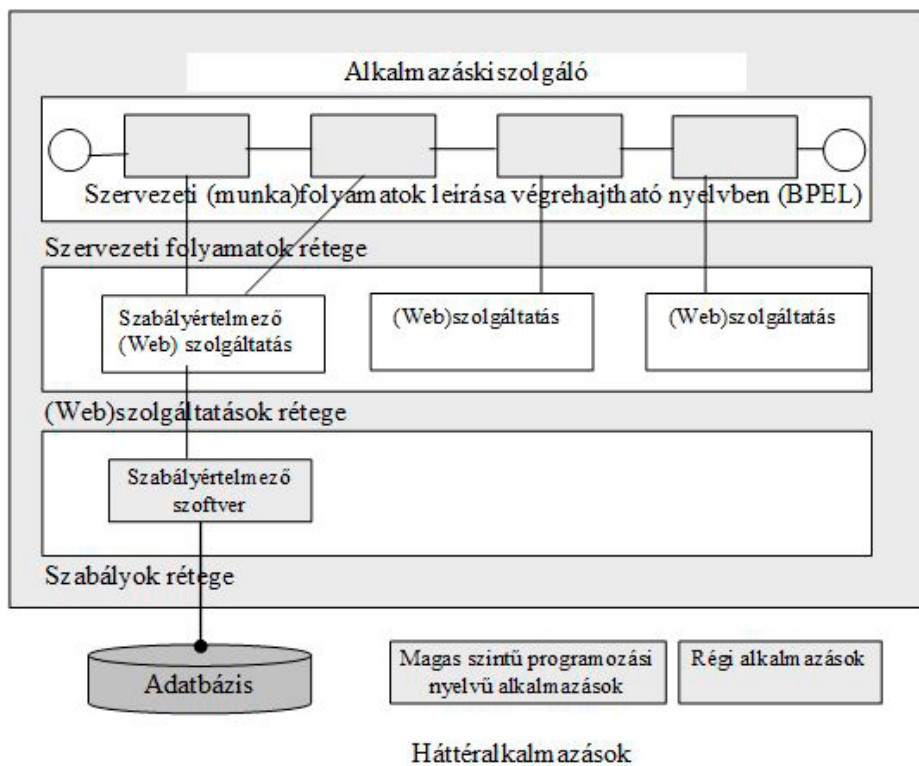 Alkalmazáskiszolgáló
Szervezeti (munka)folyamatok leírása végrehajtható nyelvben (BPEL)
Szervezeti folyamatok rétege
Szabályértelmező
(Web) szolgáltatás
(Web)szolgáltatás
(Web)szolgáltatás
(Web)szolgáltatások rétege
Szabályértelmező
szoftver
Szabályok rétege
Adatbázis
Magas szintű programozási
nyelvű alkalmazások
Régi alkalmazások
Háttéralkalmazások